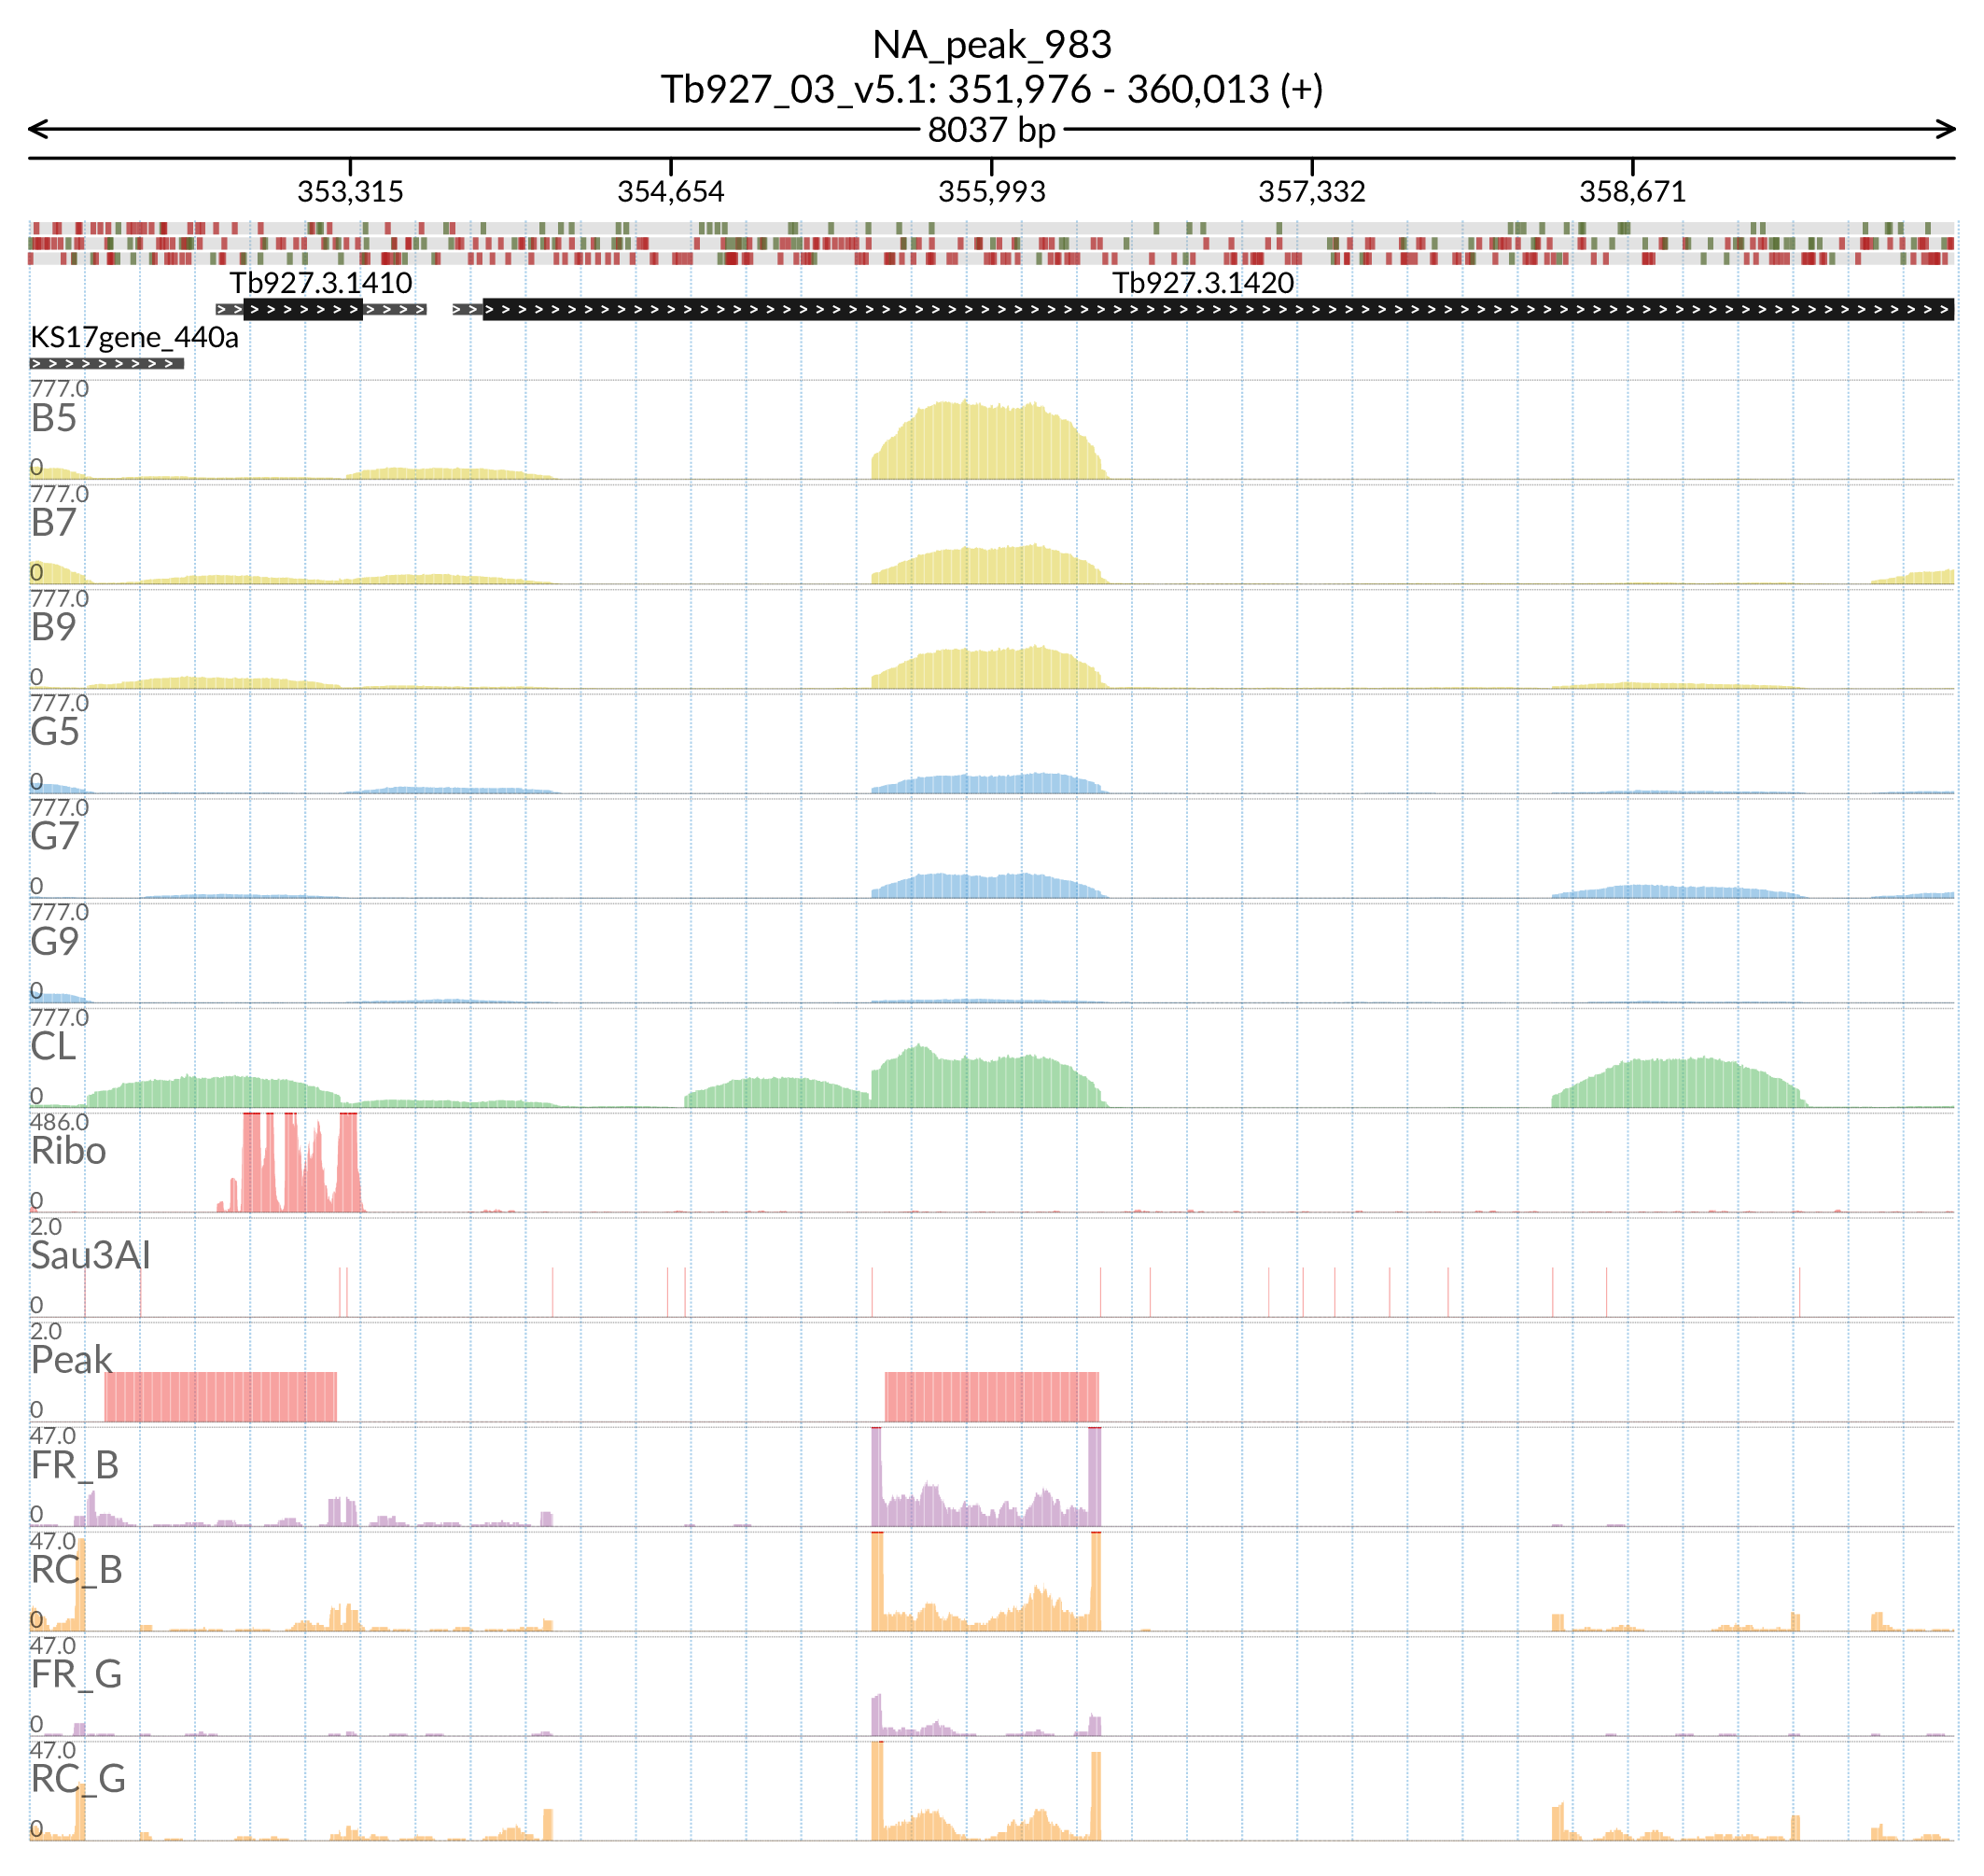 NA_peak_983
Tb927_03_v5.1: 351,976 - 360,013 (+)
8037 bp
353,315 354,654 355,993 357,332 358,671
Tb927.3.1410 Tb927.3.1420
KS17gene_440a
777.0
B5
0
777.0
B7
0
777.0
B9
0
777.0
G5
0
777.0
G7
0
777.0
G9
0
777.0
CL
0
486.0
Ribo
0
2.0
Sau3AI
0
2.0
Peak
0
47.0
FR_B
0
47.0
RC_B
0
47.0
FR_G
0
47.0
RC_G
0